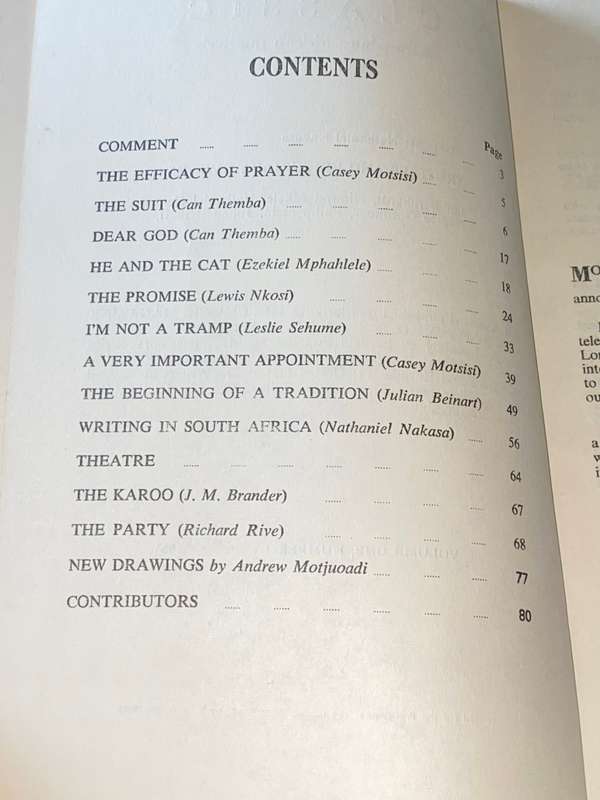 CONTENTS
Page
COMMENT ...... ...... ...... ...... ...... ...... ...... 3
THE EFFICACY OF PRAYER (Casey Motsisi) ...... ...... 5
THE SUIT (Can Themba) ...... ...... ...... ...... 6
DEAR GOD (Can Themba) ...... ...... ...... ...... 17
HE AND THE CAT (Ezekiel Mphahlele) ...... ...... ...... 18
THE PROMISE (Lewis Nkosi) ...... ...... ...... ...... 24
I'M NOT A TRAMP (Leslie Sehume) ...... ...... ...... 33
A VERY IMPORTANT APPOINTMENT (Casey Motsisi) 39
THE BEGINNING OF A TRADITION (Julian Beinart) 49
WRITING IN SOUTH AFRICA (Nathaniel Nakasa) ...... 56
THEATRE ...... ...... ...... ...... ...... ...... 64
THE KAROO (J. M. Brander) ...... ...... ...... ...... 67
THE PARTY (Richard Rive) ...... ...... ...... ...... 68
NEW DRAWINGS by Andrew Motjuoadi ...... ...... ...... 77
CONTRIBUTORS ...... ...... ...... ...... ...... ...... 80